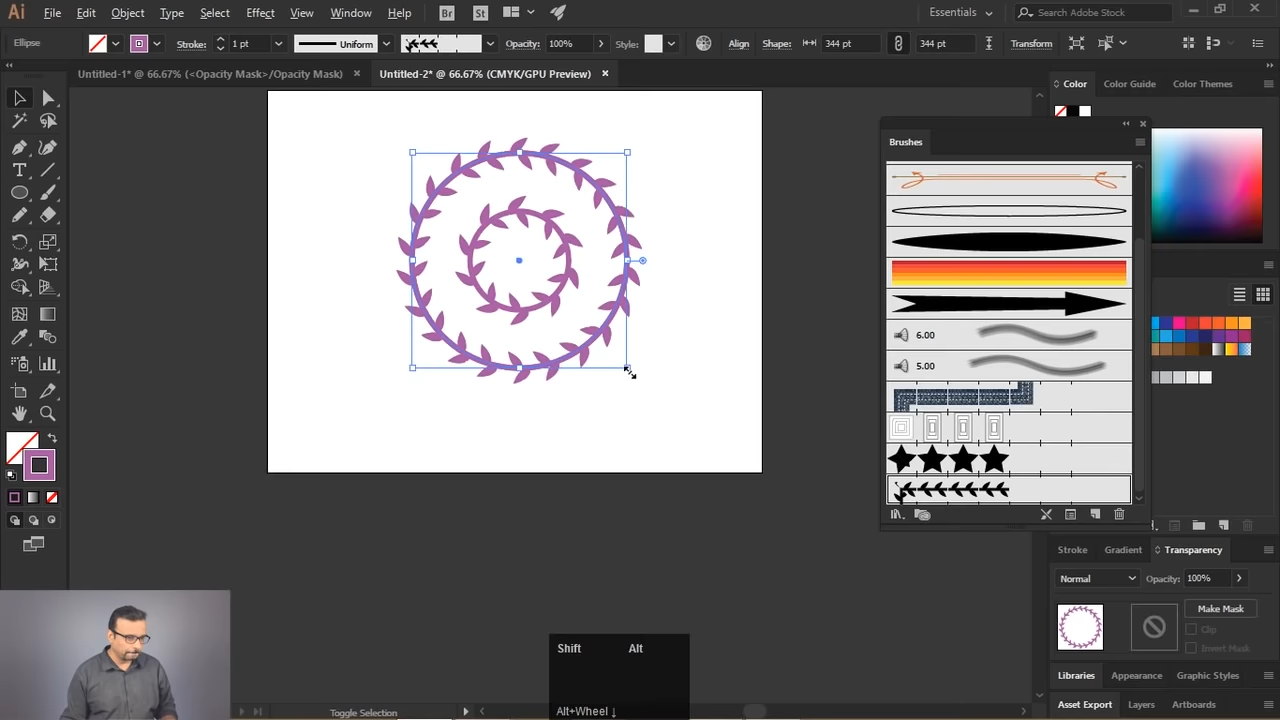 Ai File Edit Object Type Select Effect View Window Help Br St Essentials Search Adobe Stock
Ellipse Stroke: 1 pt Uniform Opacity: 100% Style: Align Shape: 344 pt 344 pt Transform
Untitled-1* @ 66.67% (<Opacity Mask>/Opacity Mask) × Untitled-2* @ 66.67% (CMYK/GPU Preview) ×
Color Color Guide Color Themes
Brushes
6.00
5.00
Stroke Gradient Transparency
Normal Opacity: 100%
Make Mask
Clip
Invert Mask
Shift Alt
Alt+Wheel ↓
Libraries Appearance Graphic Styles
Asset Export Layers Artboards
Toggle Selection